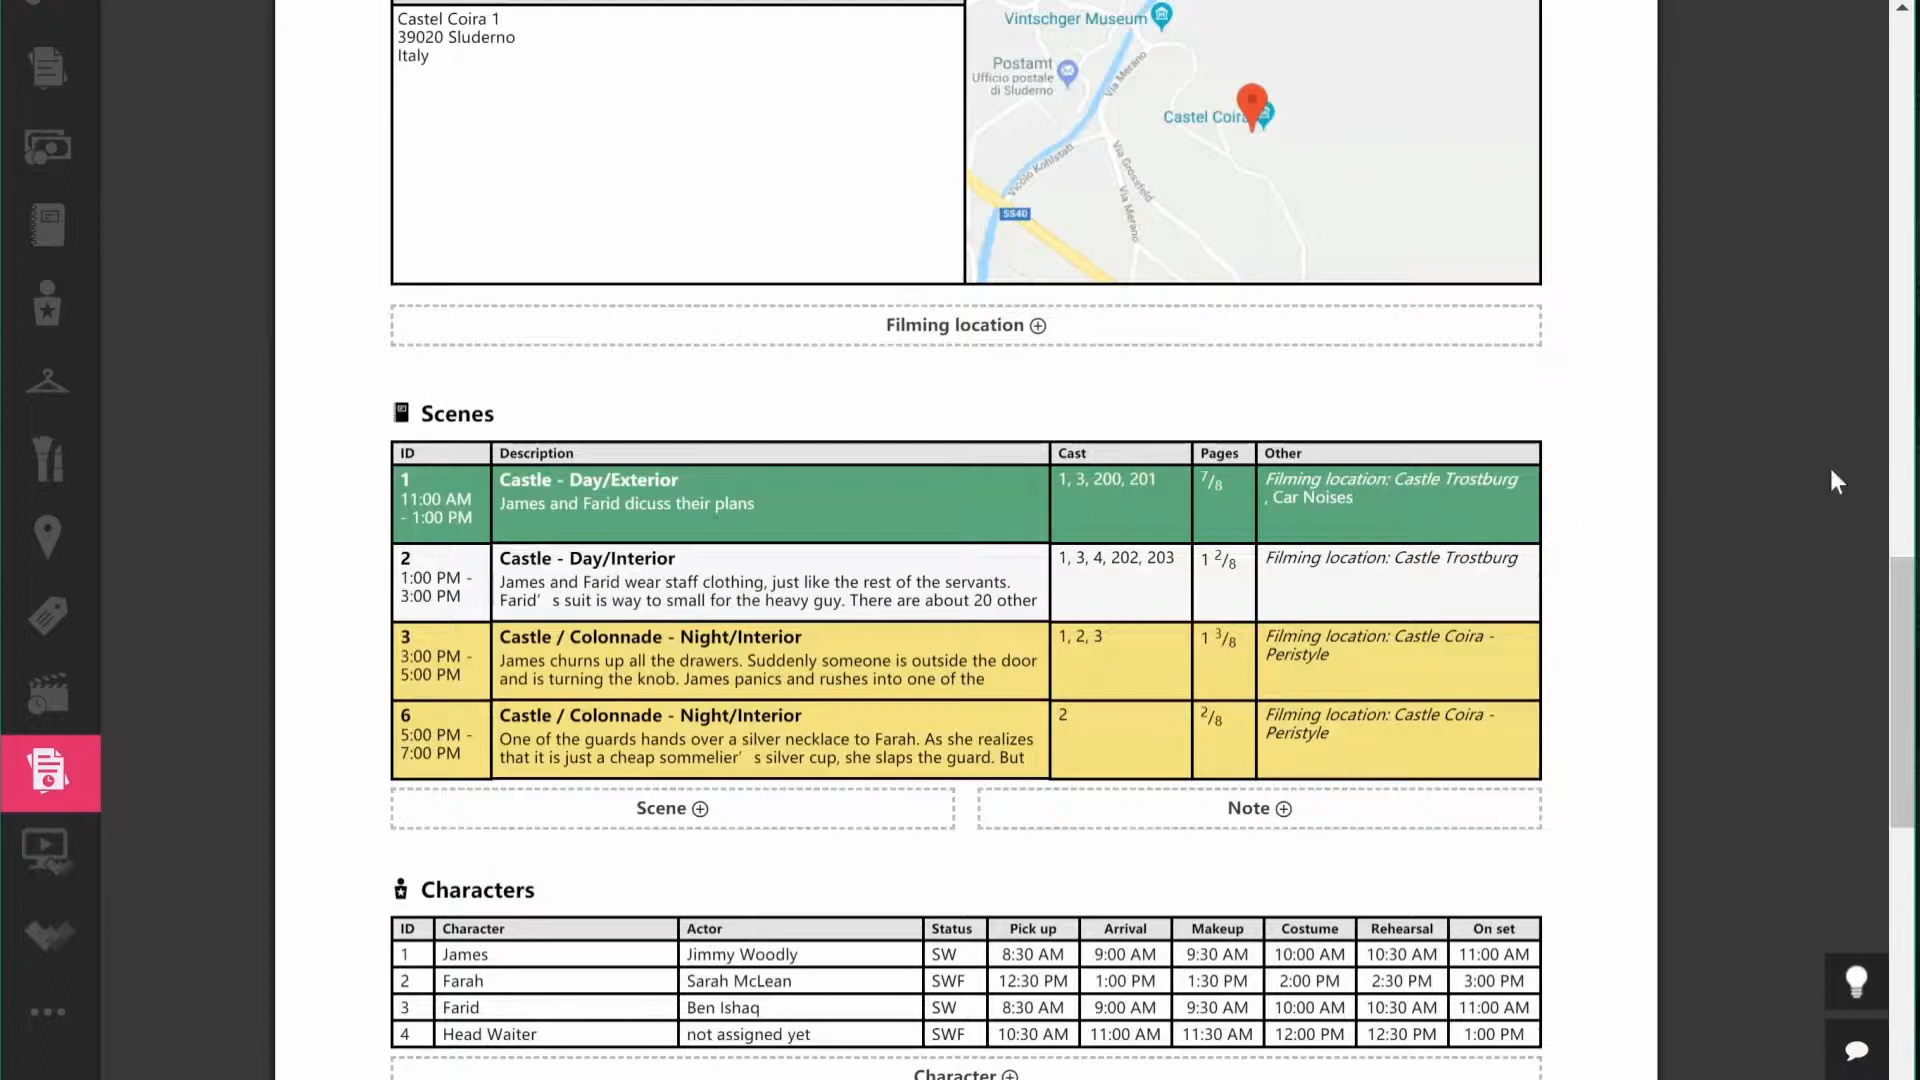 Castel Coira 1
39020 Sluderno
Italy
Vintschger Museum
Postamt
Ufficio postale
di Sluderno
Via Merano
Castel Coira
Vicolo Kohlstatt
Via Grossfeld
Via Merano
SS40
Filming location
Scenes
ID Description Cast Pages Other
1 Castle - Day/Exterior 1, 3, 200, 201 7/8 Filming location: Castle Trostburg
11:00 AM James and Farid dicuss their plans , Car Noises
- 1:00 PM
2 Castle - Day/Interior 1, 3, 4, 202, 203 1 2/8 Filming location: Castle Trostburg
1:00 PM - James and Farid wear staff clothing, just like the rest of the servants.
3:00 PM Farid’ s suit is way to small for the heavy guy. There are about 20 other
3 Castle / Colonnade - Night/Interior 1, 2, 3 1 3/8 Filming location: Castle Coira -
3:00 PM - James churns up all the drawers. Suddenly someone is outside the door Peristyle
5:00 PM and is turning the knob. James panics and rushes into one of the
6 Castle / Colonnade - Night/Interior 2 2/8 Filming location: Castle Coira -
5:00 PM - One of the guards hands over a silver necklace to Farah. As she realizes Peristyle
7:00 PM that it is just a cheap sommelier’ s silver cup, she slaps the guard. But
Scene Note
Characters
ID Character Actor Status Pick up Arrival Makeup Costume Rehearsal On set
1 James Jimmy Woodly SW 8:30 AM 9:00 AM 9:30 AM 10:00 AM 10:30 AM 11:00 AM
2 Farah Sarah McLean SWF 12:30 PM 1:00 PM 1:30 PM 2:00 PM 2:30 PM 3:00 PM
3 Farid Ben Ishaq SW 8:30 AM 9:00 AM 9:30 AM 10:00 AM 10:30 AM 11:00 AM
4 Head Waiter not assigned yet SWF 10:30 AM 11:00 AM 11:30 AM 12:00 PM 12:30 PM 1:00 PM
Character